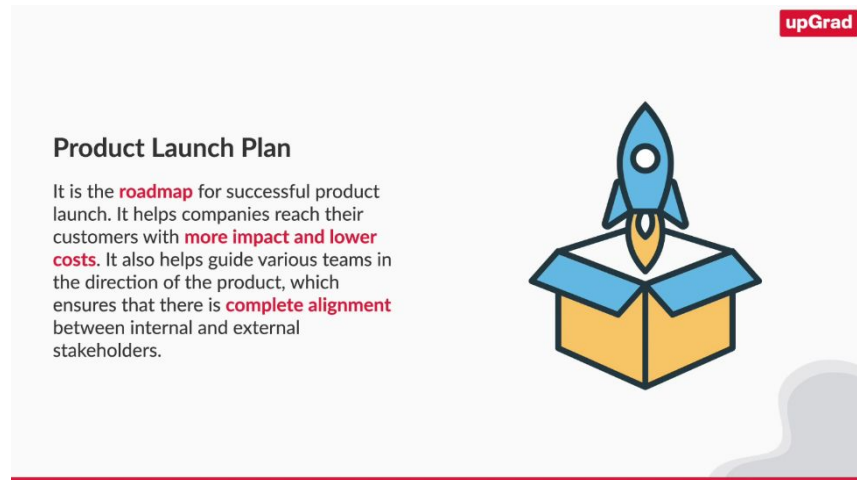 upGrad
Product Launch Plan
It is the roadmap for successful product
launch. It helps companies reach their
customers with more impact and lower
costs. It also helps guide various teams in
the direction of the product, which
ensures that there is complete alignment
between internal and external
stakeholders.